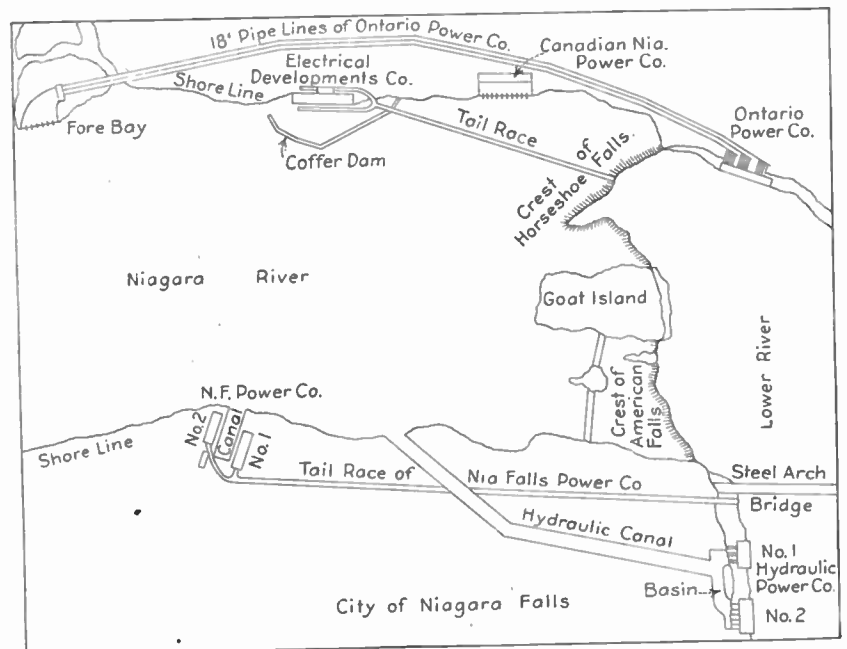 18' Pipe Lines of Ontario Power Co.
Electrical
Developments Co.
Canadian Nia.
Power Co.
Shore Line
Fore Bay
Coffer Dam
Tail Race
Ontario
Power Co.
Crest of
Horseshoe Falls.
Niagara River
Goat Island
Lower River
Crest of
American
Falls
N.F. Power Co.
No.2
Canal
No.1
Shore Line
Tail Race of Nia Falls Power Co
Steel Arch
Bridge
Hydraulic Canal
No.1
Hydraulic
Power Co.
Basin
No.2
City of Niagara Falls